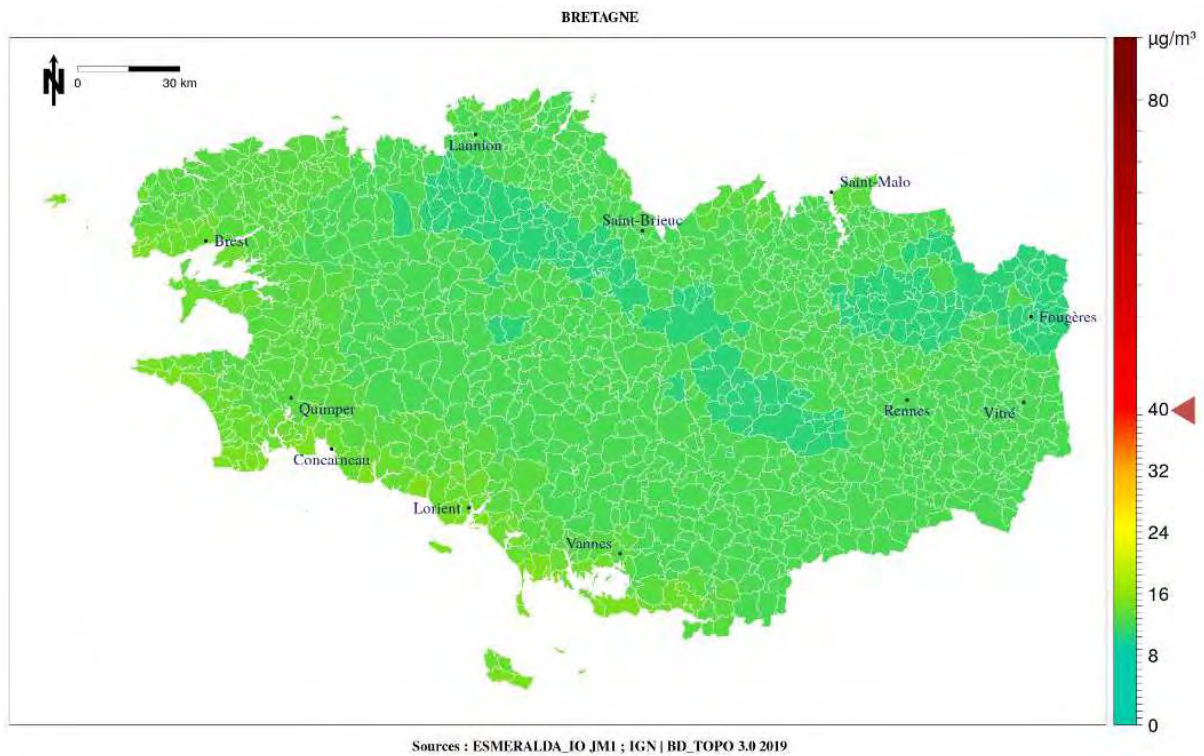 BRETAGNE
µg/m³
N
0 30 km
80
Lannion
Saint-Malo
Saint-Brieuc
Brest
Fougères
Quimper
Rennes
Vitré
40
Concarneau
32
Lorient
24
Vannes
16
8
0
Sources : ESMERALDA_IO JM1 ; IGN | BD_TOPO 3.0 2019